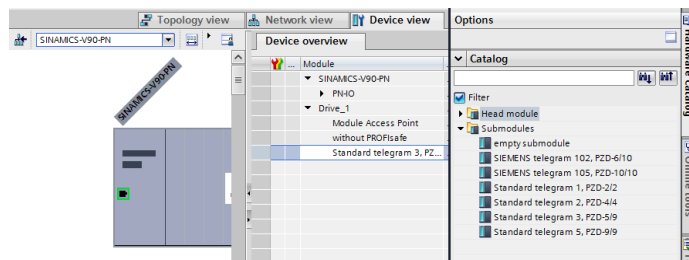 Topology view
Network view
Device view
Options
SINAMICS-V90-PN
Device overview
SINAMICS-V90-PN
... Module
SINAMICS-V90-PN
PN-IO
Drive_1
Module Access Point
without PROFIsafe
Standard telegram 3, PZ...
Catalog
Filter
Head module
Submodules
empty submodule
SIEMENS telegram 102, PZD-6/10
SIEMENS telegram 105, PZD-10/10
Standard telegram 1, PZD-2/2
Standard telegram 2, PZD-4/4
Standard telegram 3, PZD-5/9
Standard telegram 5, PZD-9/9
Hardware Catalog
Online tools